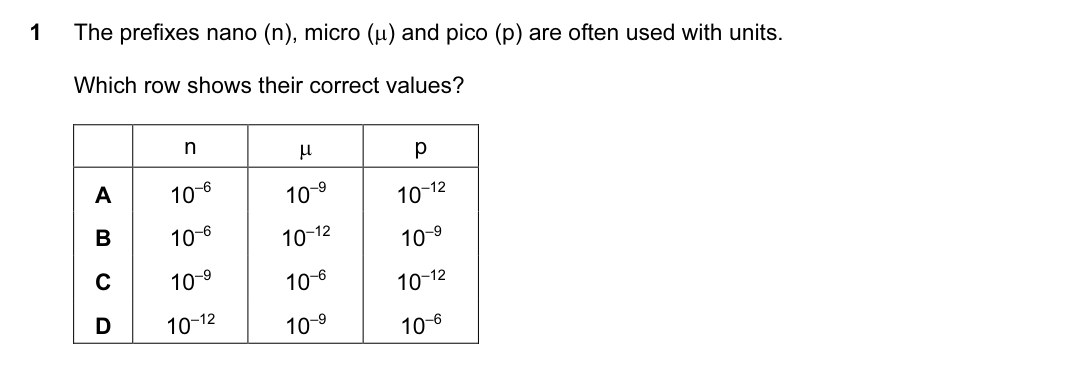 1 The prefixes nano (n), micro (μ) and pico (p) are often used with units.
Which row shows their correct values?
n μ p
A 10⁻⁶ 10⁻⁹ 10⁻¹²
B 10⁻⁶ 10⁻¹² 10⁻⁹
C 10⁻⁹ 10⁻⁶ 10⁻¹²
D 10⁻¹² 10⁻⁹ 10⁻⁶